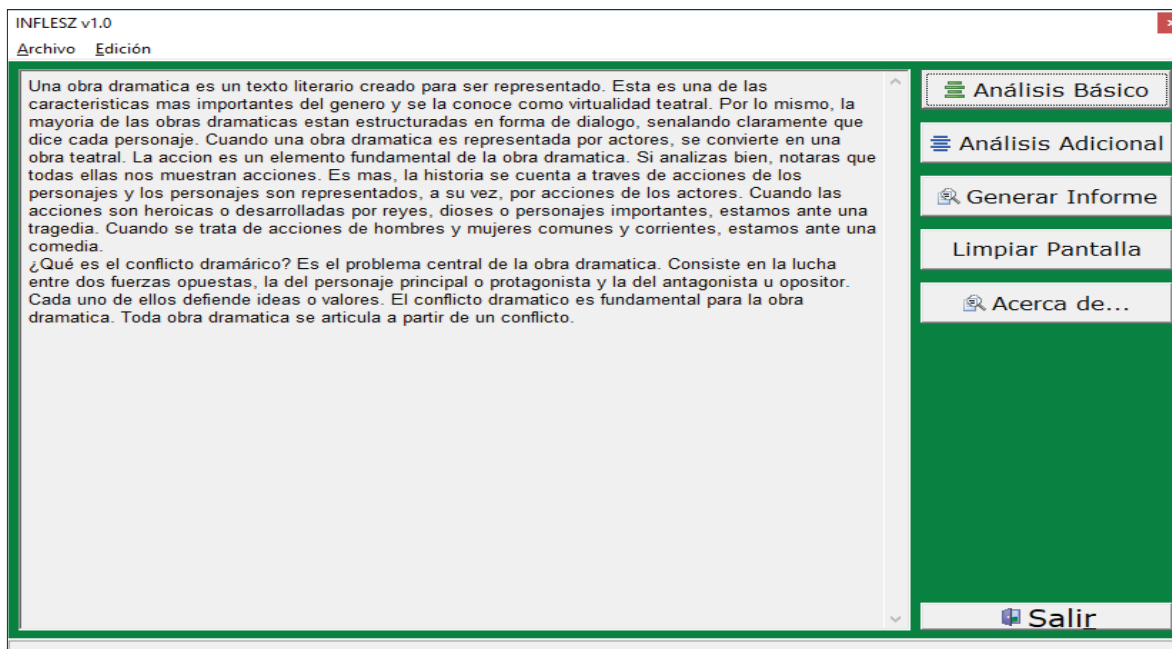 INFLESZ v1.0
Archivo Edición
Una obra dramatica es un texto literario creado para ser representado. Esta es una de las
caracteristicas mas importantes del genero y se la conoce como virtualidad teatral. Por lo mismo, la
mayoria de las obras dramaticas estan estructuradas en forma de dialogo, senalando claramente que
dice cada personaje. Cuando una obra dramatica es representada por actores, se convierte en una
obra teatral. La accion es un elemento fundamental de la obra dramatica. Si analizas bien, notaras que
todas ellas nos muestran acciones. Es mas, la historia se cuenta a traves de acciones de los
personajes y los personajes son representados, a su vez, por acciones de los actores. Cuando las
acciones son heroicas o desarrolladas por reyes, dioses o personajes importantes, estamos ante una
tragedia. Cuando se trata de acciones de hombres y mujeres comunes y corrientes, estamos ante una
comedia.
¿Qué es el conflicto dramárico? Es el problema central de la obra dramatica. Consiste en la lucha
entre dos fuerzas opuestas, la del personaje principal o protagonista y la del antagonista u opositor.
Cada uno de ellos defiende ideas o valores. El conflicto dramatico es fundamental para la obra
dramatica. Toda obra dramatica se articula a partir de un conflicto.
Análisis Básico
Análisis Adicional
Generar Informe
Limpiar Pantalla
Acerca de...
Salir